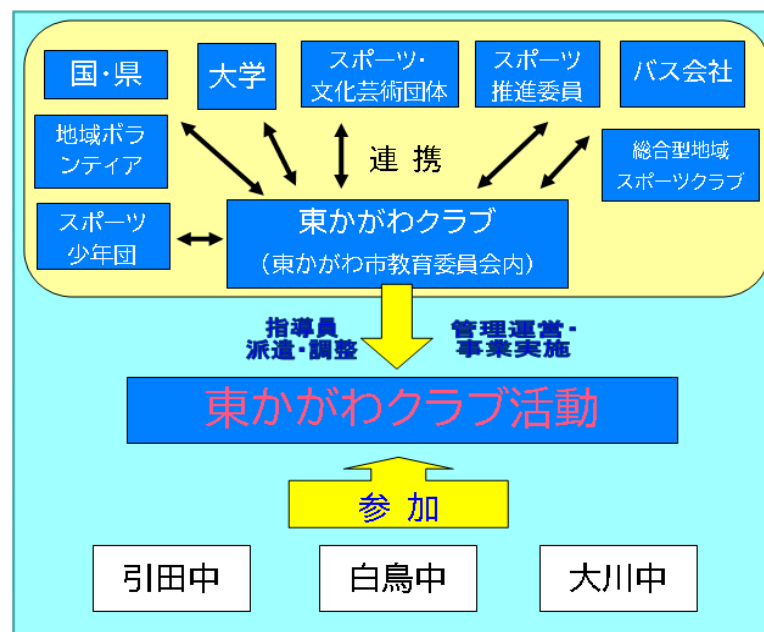 国・県
大学
スポーツ・
文化芸術団体
スポーツ
推進委員
バス会社
地域ボラ
ンティア
連 携
総合型地域
スポーツクラブ
スポーツ
少年団
東かがわクラブ
（東かがわ市教育委員会内）
指導員
派遣・調整
管理運営・
事業実施
東かがわクラブ活動
参 加
引田中
白鳥中
大川中